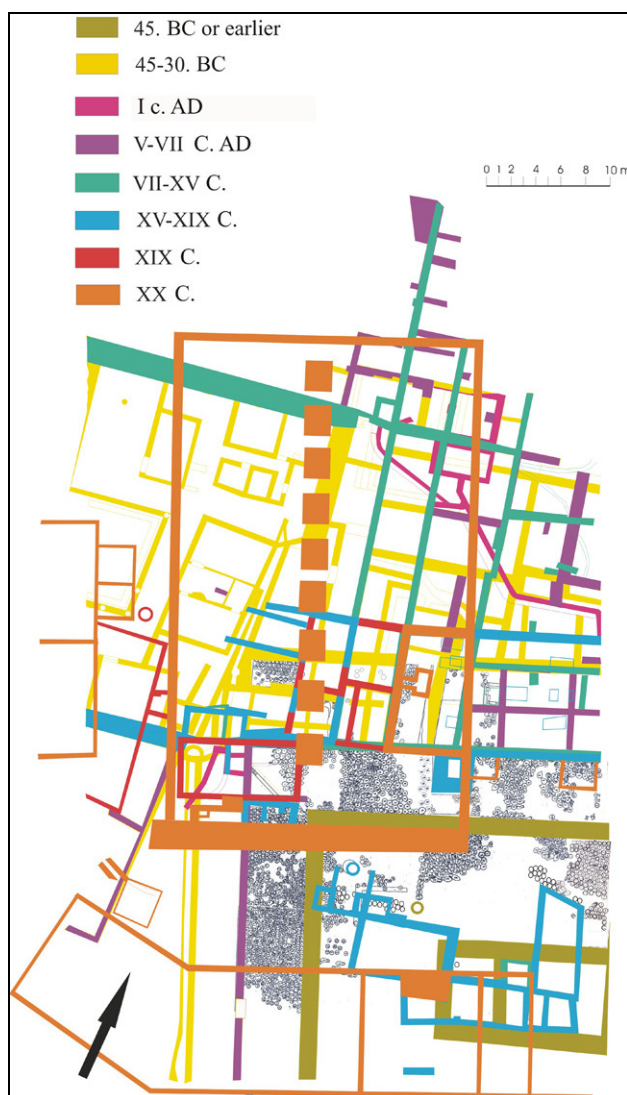 45. BC or earlier
45-30. BC
I c. AD
V-VII C. AD
VII-XV C.
XV-XIX C.
XIX C.
XX C.
0 1 2 4 6 8 10 m